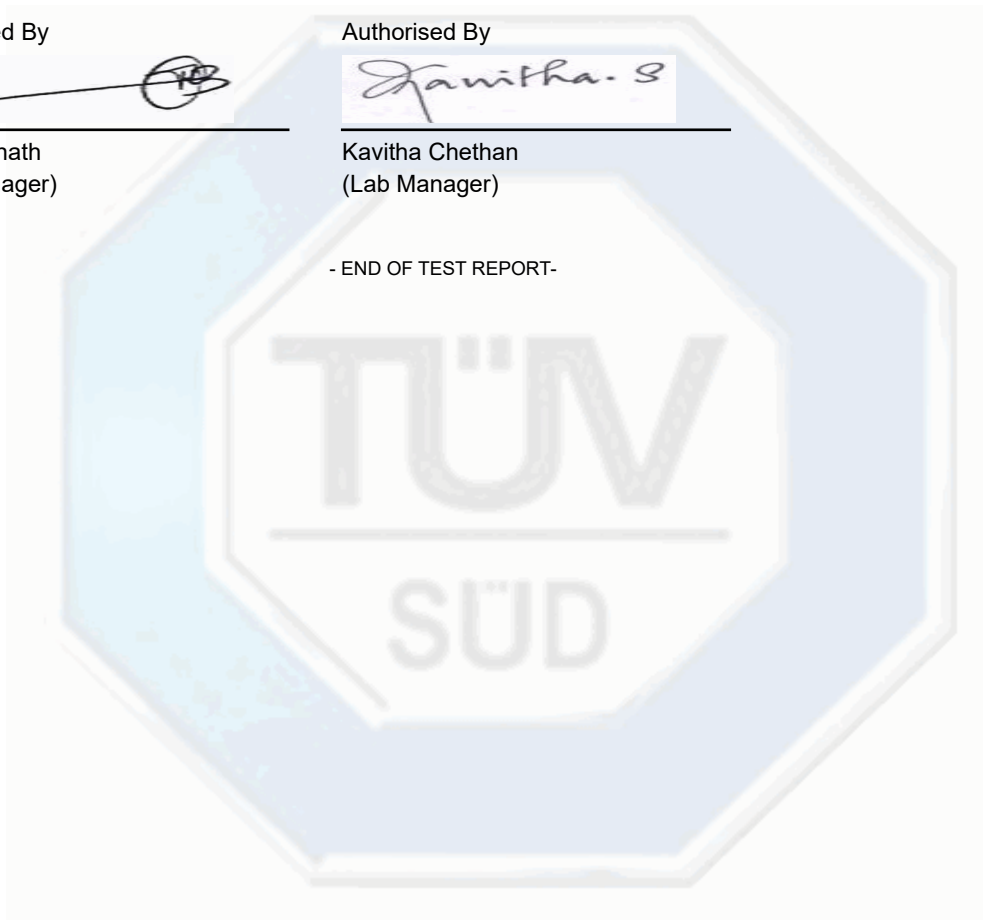 d By
Authorised By
Kavitha. S
nath
ager)
Kavitha Chethan
(Lab Manager)
- END OF TEST REPORT-
TÜV
SÜD